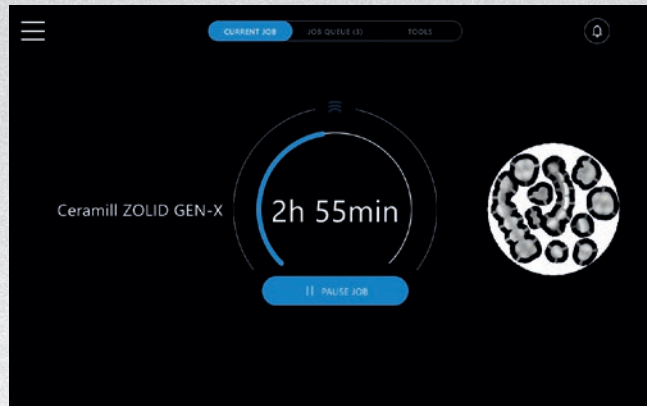 CURRENT JOB
JOB QUEUE (3)
TOOLS
Ceramill ZOLID GEN-X
2h 55min
PAUSE JOB